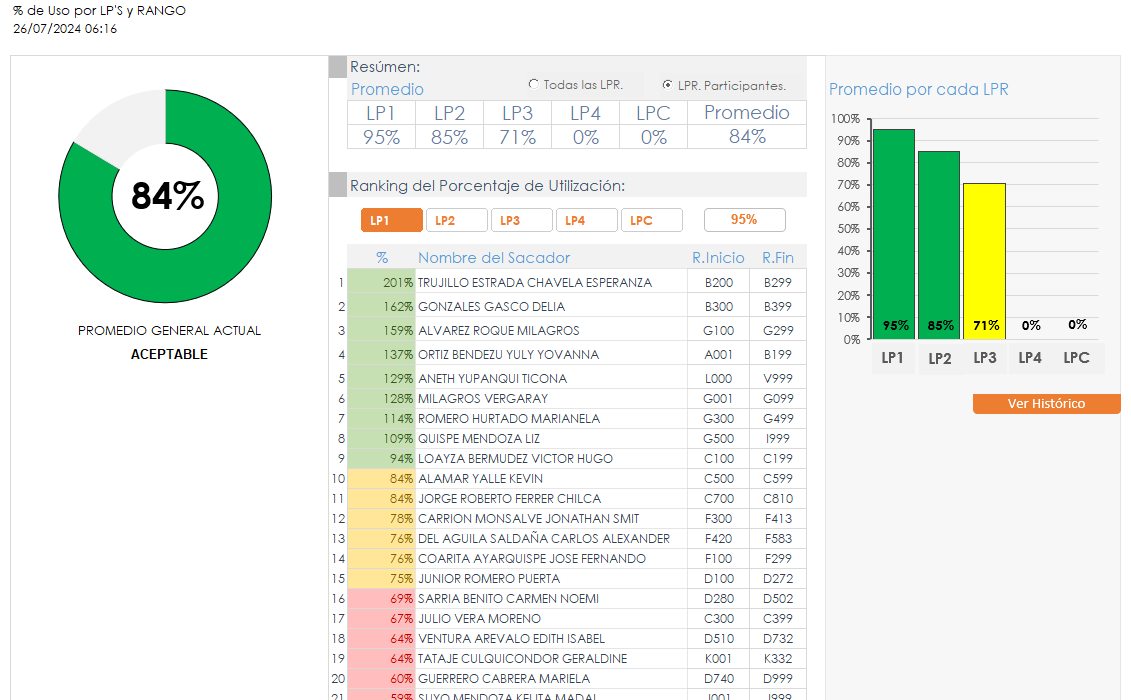 % de Uso por LP'S y RANGO
26/07/2024 06:16
84%
PROMEDIO GENERAL ACTUAL
ACEPTABLE
Resúmen:
Promedio
Todas las LPR.
LPR. Participantes.
LP1 LP2 LP3 LP4 LPC Promedio
95% 85% 71% 0% 0% 84%
Ranking del Porcentaje de Utilización:
LP1 LP2 LP3 LP4 LPC 95%
% Nombre del Sacador R.Inicio R.Fin
1 201% TRUJILLO ESTRADA CHAVELA ESPERANZA B200 B299
2 162% GONZALES GASCO DELIA B300 B399
3 159% ALVAREZ ROQUE MILAGROS G100 G299
4 137% ORTIZ BENDEZU YULY YOVANNA A001 B199
5 129% ANETH YUPANQUI TICONA L000 V999
6 128% MILAGROS VERGARAY G001 G099
7 114% ROMERO HURTADO MARIANELA G300 G499
8 109% QUISPE MENDOZA LIZ G500 I999
9 94% LOAYZA BERMUDEZ VICTOR HUGO C100 C199
10 84% ALAMAR YALLE KEVIN C500 C599
11 84% JORGE ROBERTO FERRER CHILCA C700 C810
12 78% CARRION MONSALVE JONATHAN SMIT F300 F413
13 76% DEL AGUILA SALDAÑA CARLOS ALEXANDER F420 F583
14 76% COARITA AYARQUISPE JOSE FERNANDO F100 F299
15 75% JUNIOR ROMERO PUERTA D100 D272
16 69% SARRIA BENITO CARMEN NOEMI D280 D502
17 67% JULIO VERA MORENO C300 C399
18 64% VENTURA AREVALO EDITH ISABEL D510 D732
19 64% TATAJE CULQUICONDOR GERALDINE K001 K332
20 60% GUERRERO CABRERA MARIELA D740 D999
21 59% SUYO MENDOZA KELITA MADAI J001 J999
Promedio por cada LPR
100%
90%
80%
70%
60%
50%
40%
30%
20%
10%
0%
95% 85% 71% 0% 0%
LP1 LP2 LP3 LP4 LPC
Ver Histórico